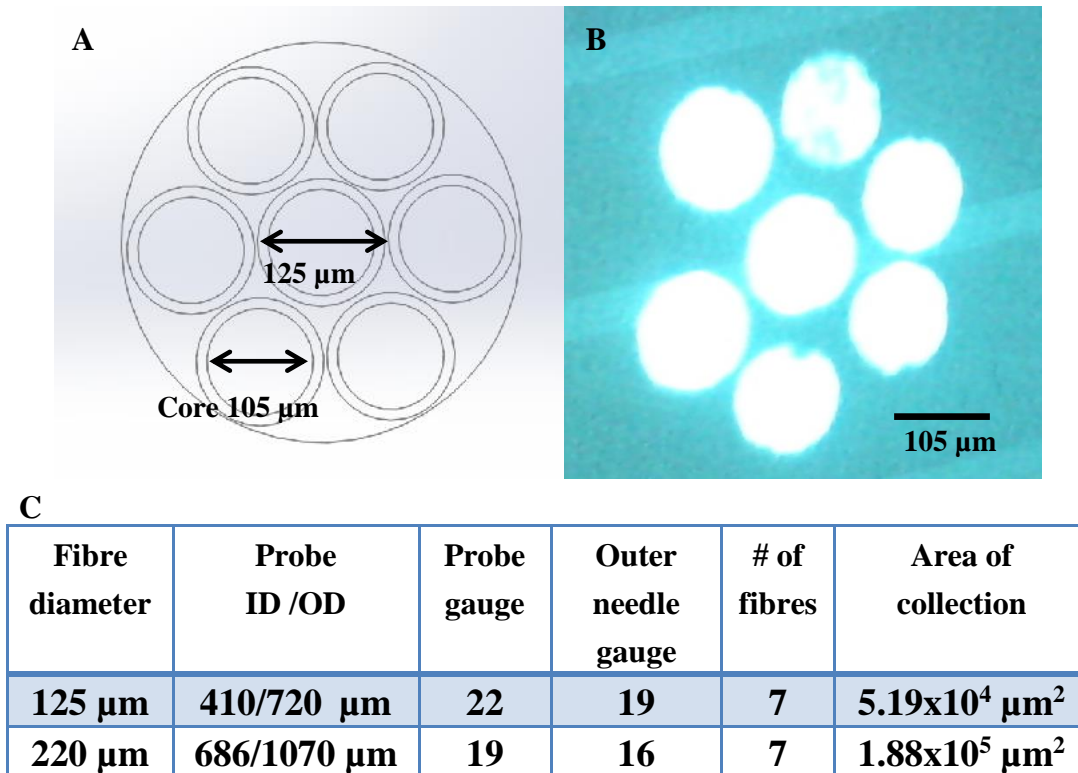 A
B
125 µm
Core 105 µm
105 µm
C
Fibre diameter	Probe ID /OD	Probe gauge	Outer needle gauge	# of fibres	Area of collection
125 µm	410/720 µm	22	19	7	5.19x10⁴ µm²
220 µm	686/1070 µm	19	16	7	1.88x10⁵ µm²